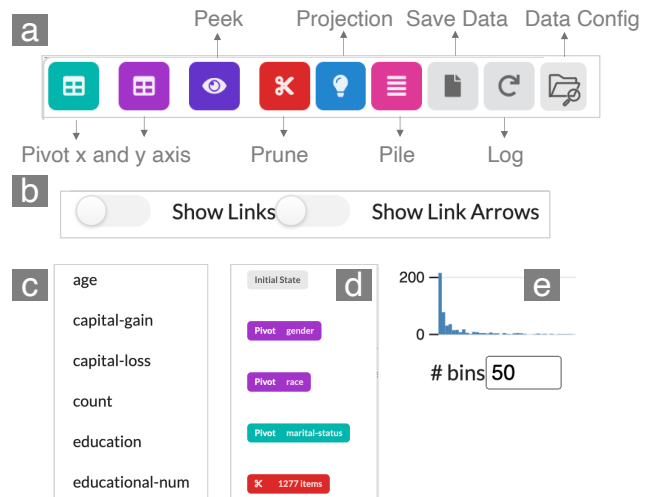 a
Peek Projection Save Data Data Config
Pivot x and y axis Prune Pile Log
b
Show Links Show Link Arrows
c
age
capital-gain
capital-loss
count
education
educational-num
d
Initial State
Pivot gender
Pivot race
Pivot marital-status
1277 items
e
200
0
# bins 50